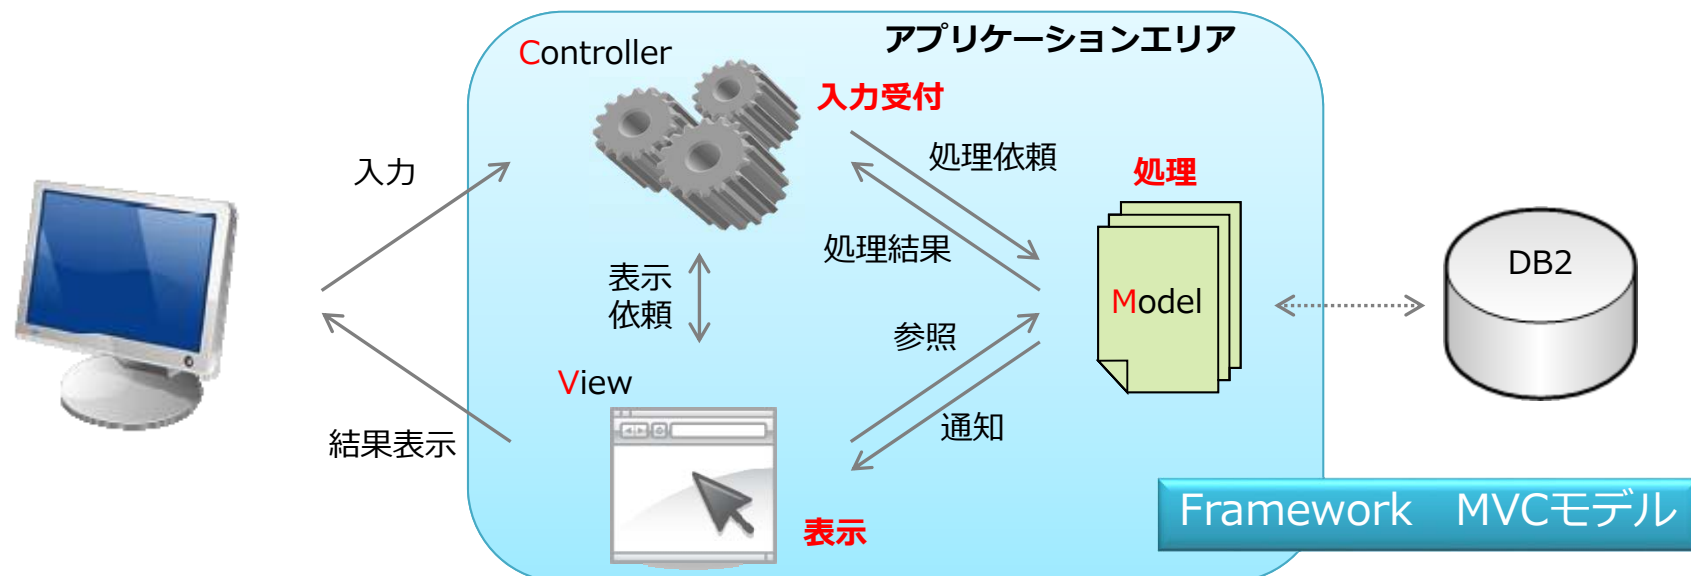 アプリケーションエリア
Controller
入力受付
入力
処理依頼
処理
処理結果
表示
依頼
DB2
Model
参照
View
通知
結果表示
表示
Framework　MVCモデル